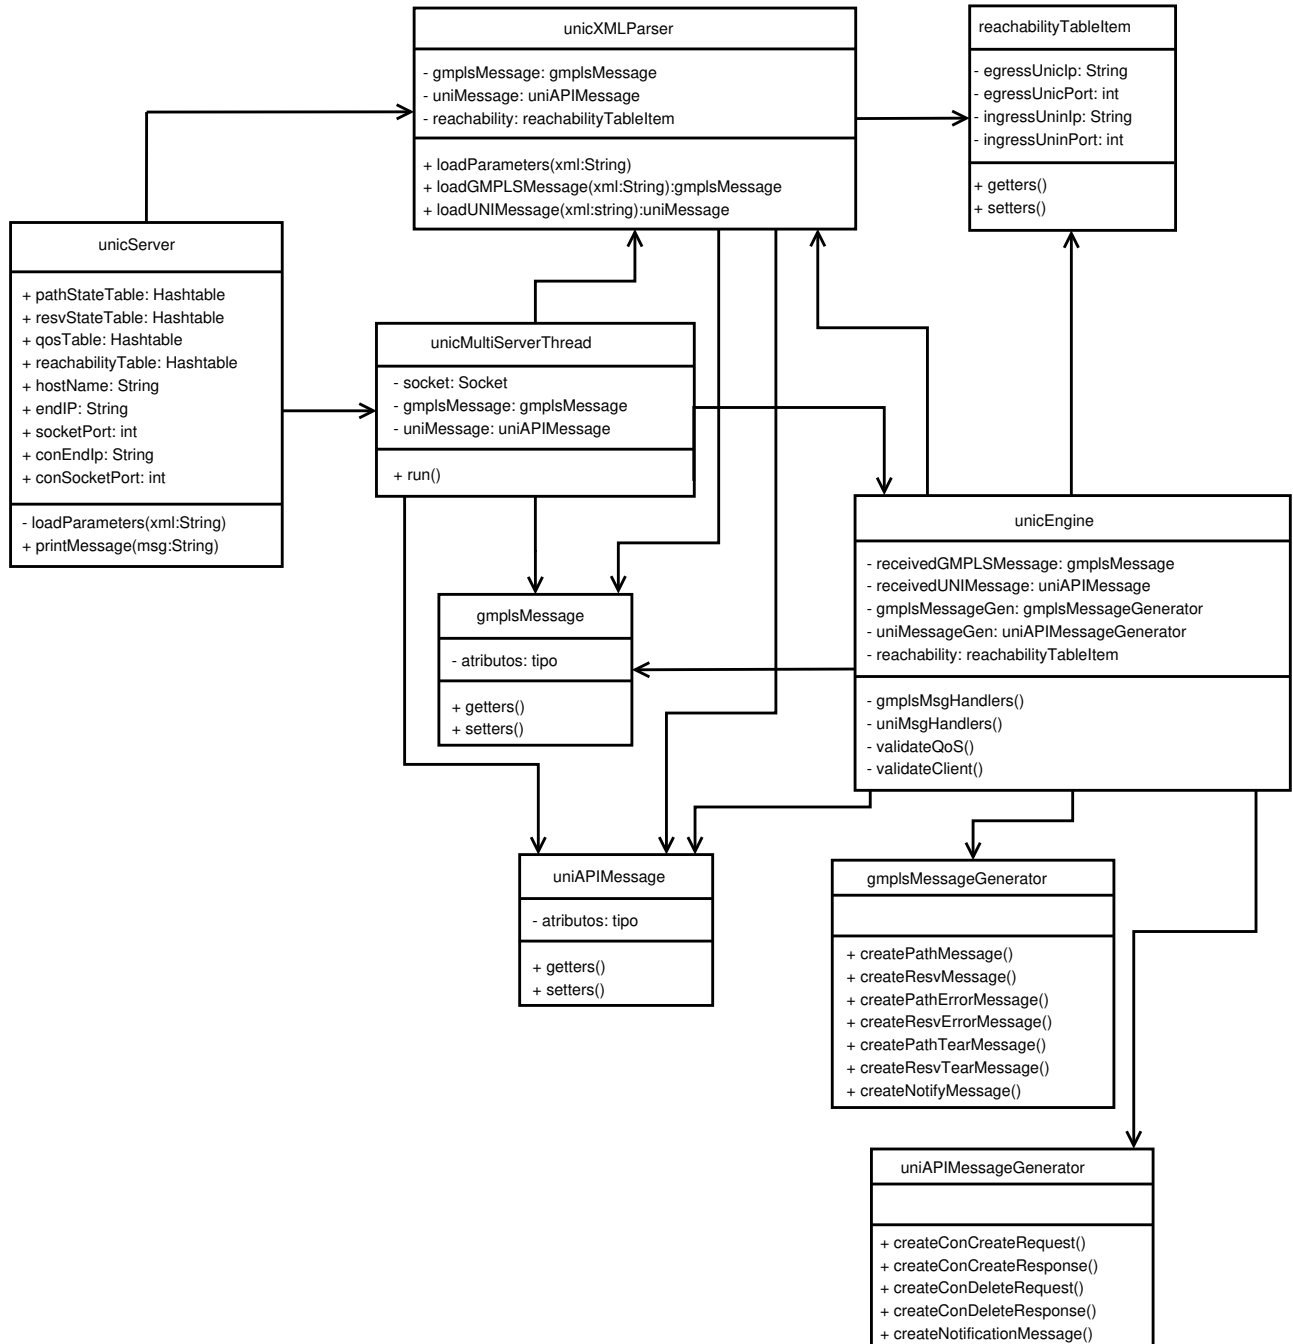 unicXMLParser
- gmplsMessage: gmplsMessage
- uniMessage: uniAPIMessage
- reachability: reachabilityTableItem
+ loadParameters(xml:String)
+ loadGMPLSMessage(xml:String):gmplsMessage
+ loadUNIMessage(xml:string):uniMessage
reachabilityTableItem
- egressUnicIp: String
- egressUnicPort: int
- ingressUninIp: String
- ingressUninPort: int
+ getters()
+ setters()
unicServer
+ pathStateTable: Hashtable
+ resvStateTable: Hashtable
+ qosTable: Hashtable
+ reachabilityTable: Hashtable
+ hostName: String
+ endIP: String
+ socketPort: int
+ conEndIp: String
+ conSocketPort: int
- loadParameters(xml:String)
+ printMessage(msg:String)
unicMultiServerThread
- socket: Socket
- gmplsMessage: gmplsMessage
- uniMessage: uniAPIMessage
+ run()
unicEngine
- receivedGMPLSMessage: gmplsMessage
- receivedUNIMessage: uniAPIMessage
- gmplsMessageGen: gmplsMessageGenerator
- uniMessageGen: uniAPIMessageGenerator
- reachability: reachabilityTableItem
- gmplsMsgHandlers()
- uniMsgHandlers()
- validateQoS()
- validateClient()
gmplsMessage
- atributos: tipo
+ getters()
+ setters()
uniAPIMessage
- atributos: tipo
+ getters()
+ setters()
gmplsMessageGenerator
+ createPathMessage()
+ createResvMessage()
+ createPathErrorMessage()
+ createResvErrorMessage()
+ createPathTearMessage()
+ createResvTearMessage()
+ createNotifyMessage()
uniAPIMessageGenerator
+ createConCreateRequest()
+ createConCreateResponse()
+ createConDeleteRequest()
+ createConDeleteResponse()
+ createNotificationMessage()